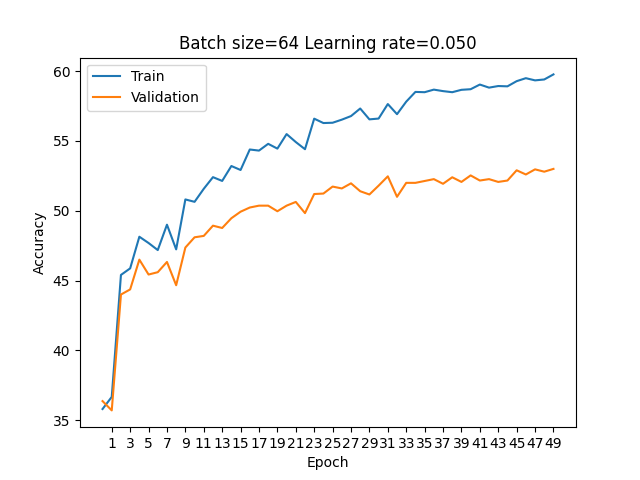 Batch size=64 Learning rate=0.050
Train
Validation
60
55
50
45
40
35
Accuracy
1 3 5 7 9 11 13 15 17 19 21 23 25 27 29 31 33 35 37 39 41 43 45 47 49
Epoch